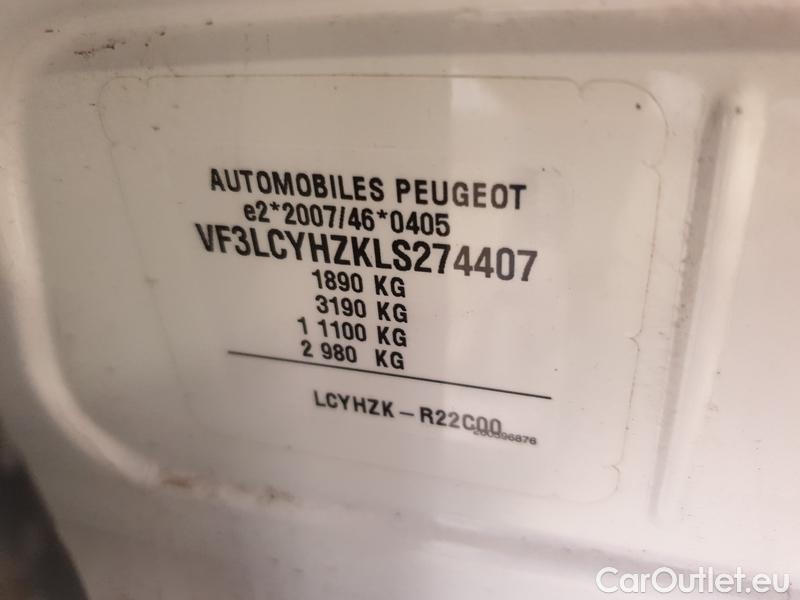 AUTOMOBILES PEUGEOT
e2*2007/46*0405
VF3LCYHZKLS274407
1890 KG
3190 KG
1 1100 KG
2 980 KG
LCYHZK – R22C00
260596876
CarOutlet.eu